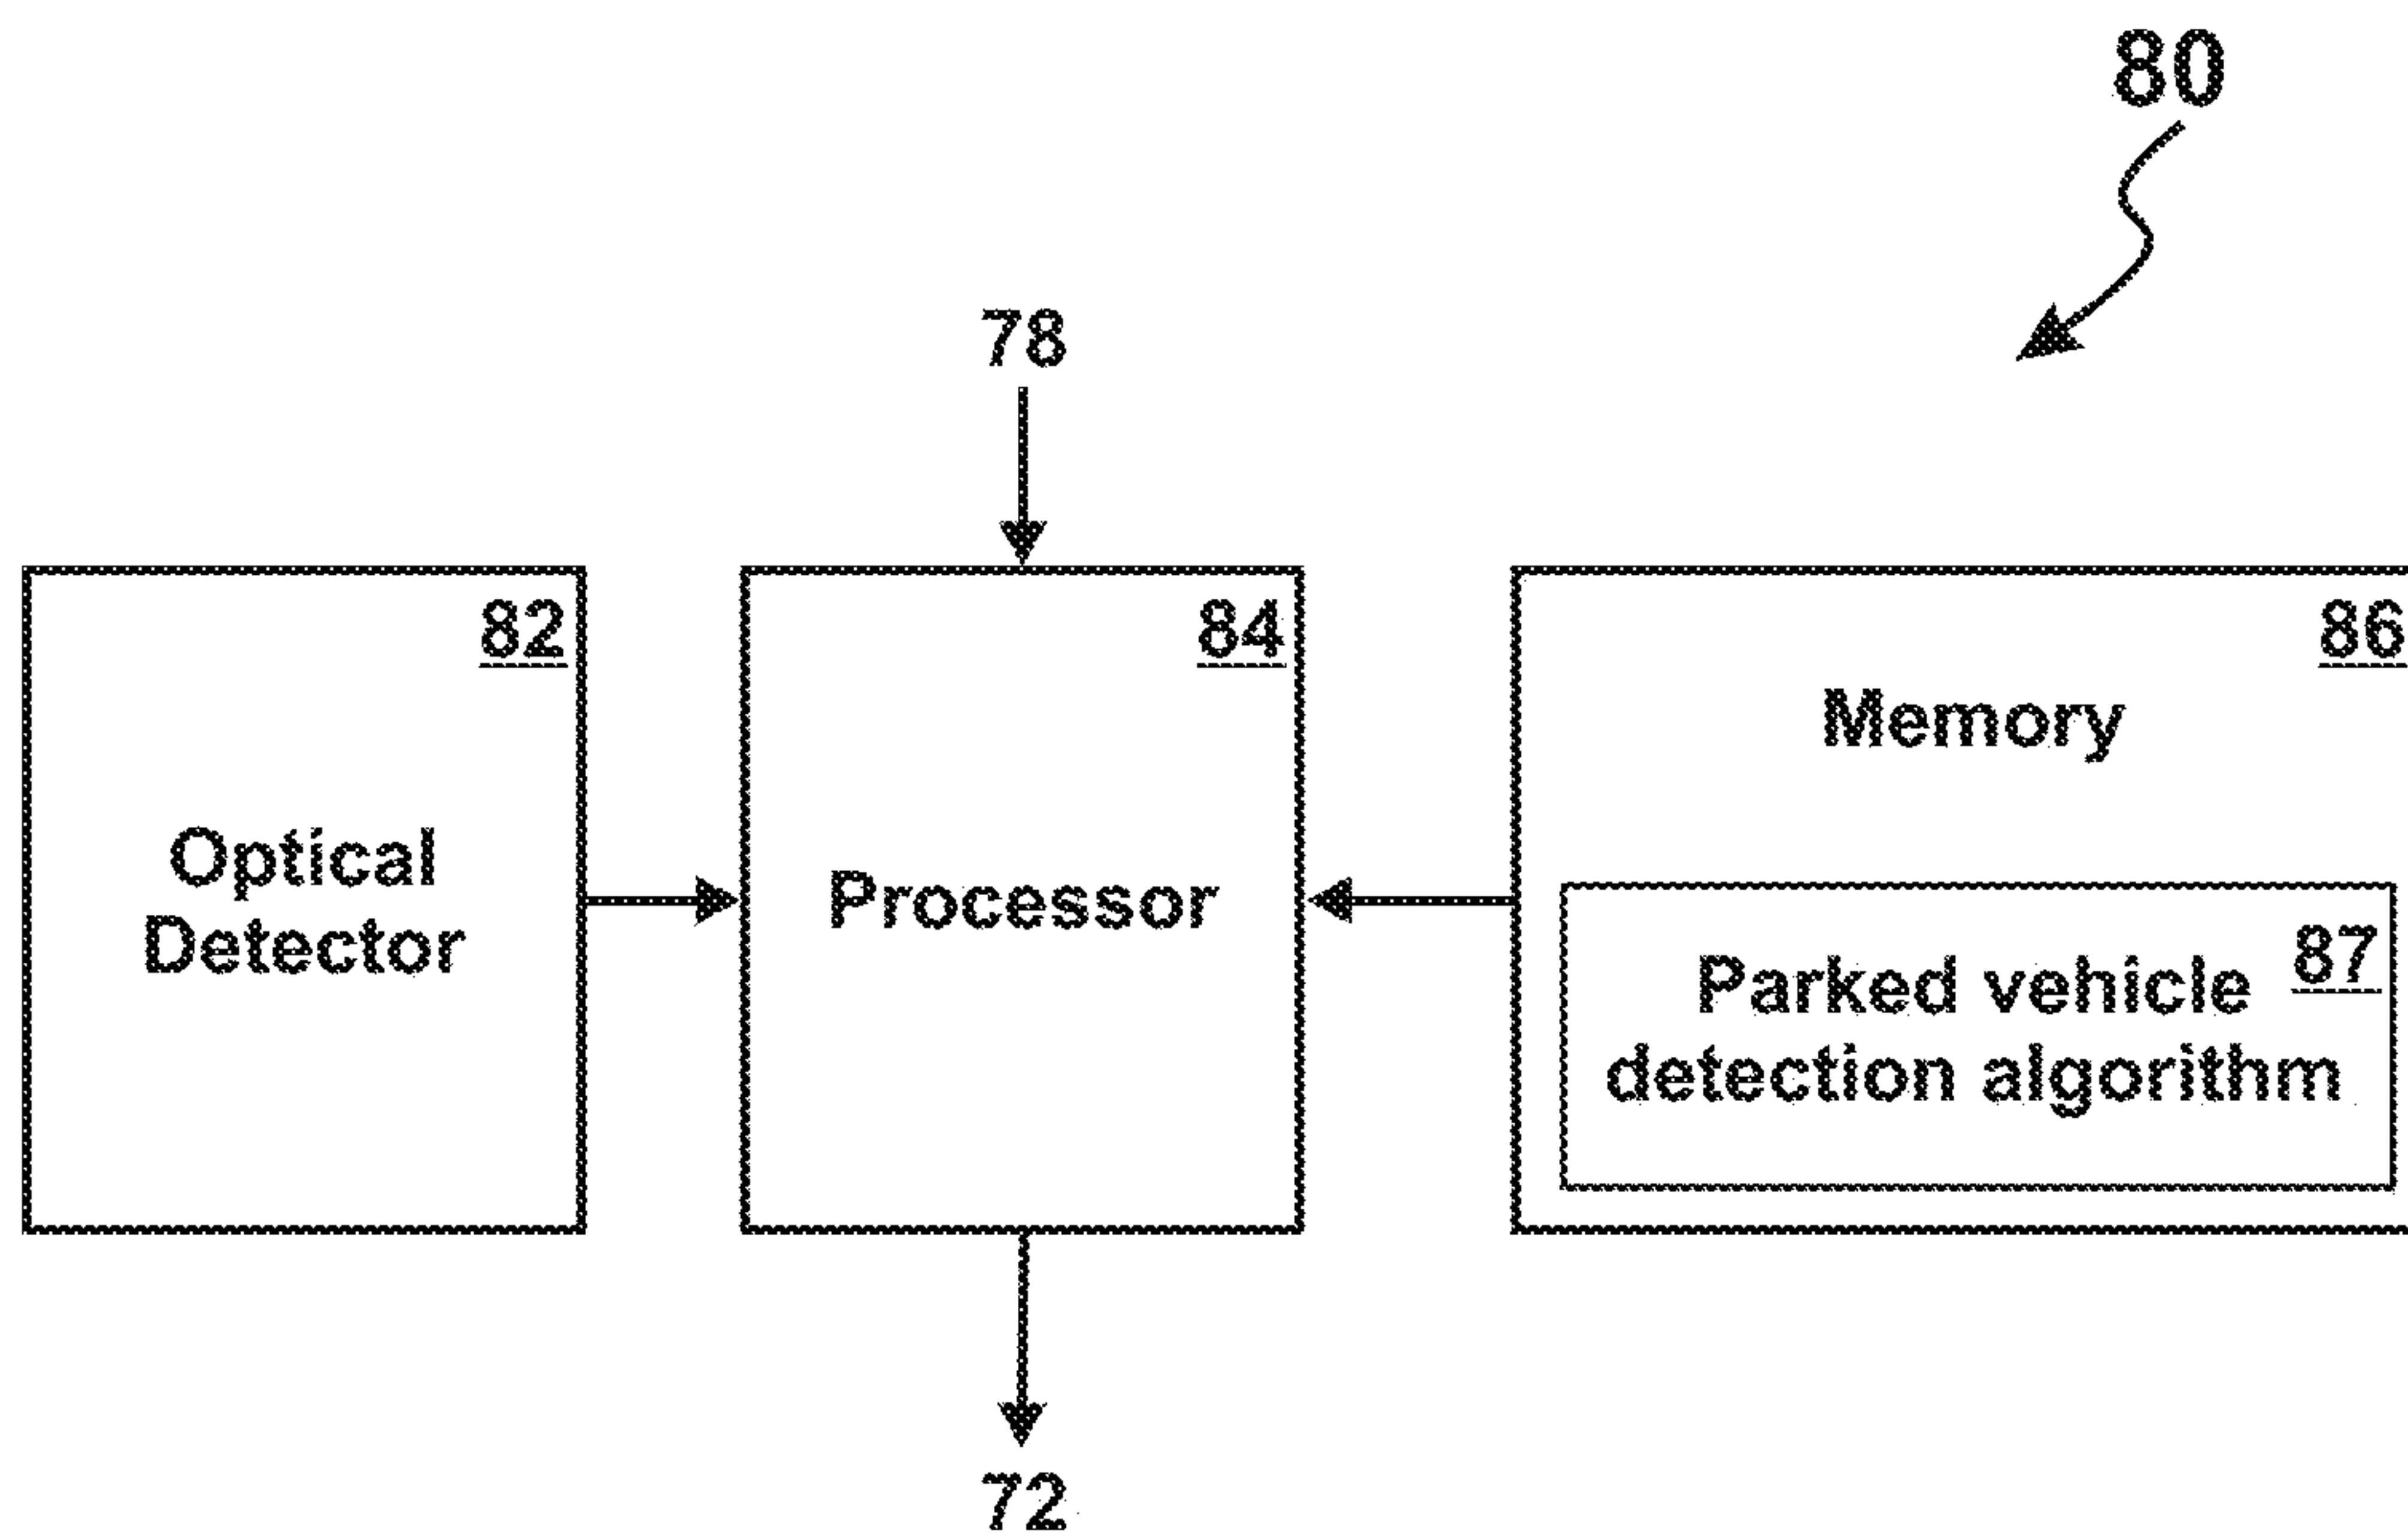 80
78
82
Optical
Detector
84
Processor
86
Memory
87
Parked vehicle
detection algorithm
72